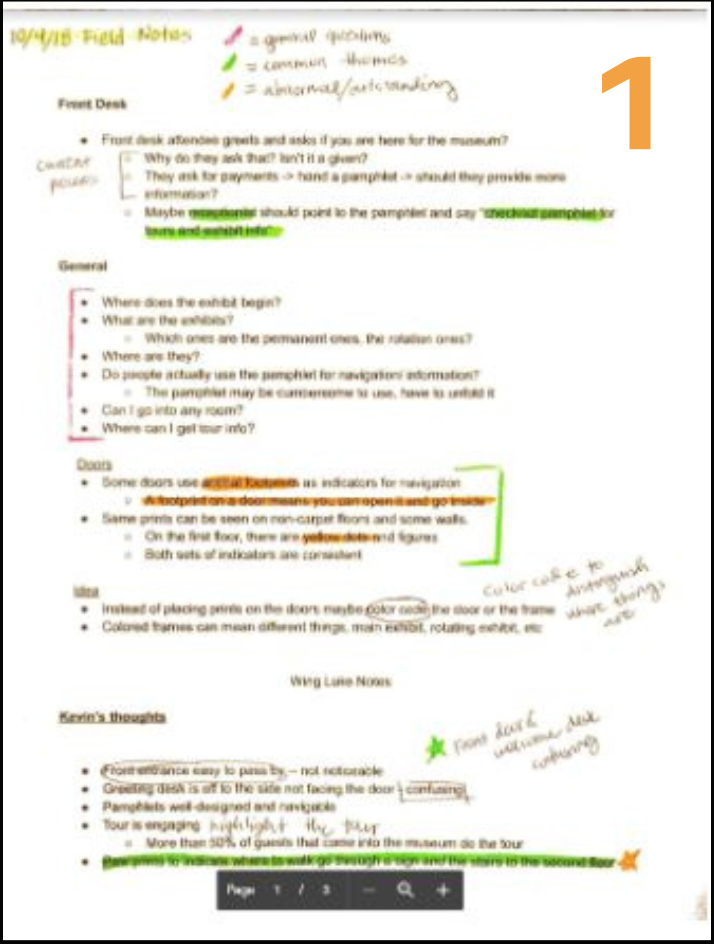 10/4/18 Field Notes
= general questions
= common themes
= abnormal/outstanding
1
Front Desk
Front desk attendee greets and asks if you are here for the museum?
Why do they ask that? Isn't it a given?
They ask for payments -> hand a pamphlet -> should they provide more
information?
current
process
Maybe receptionist should point to the pamphlet and say "checkout pamphlet for
tours and exhibit info"
General
Where does the exhibit begin?
What are the exhibits?
Which ones are the permanent ones, the rotation ones?
Where are they?
Do people actually use the pamphlet for navigation/ information?
The pamphlet may be cumbersome to use, have to unfold it
Can I go into any room?
Where can I get tour info?
Doors
Some doors use animal footprints as indicators for navigation
A footprint on a door means you can open it and go inside
Same prints can be seen on non-carpet floors and some walls.
On the first floor, there are yellow dots and figures
Both sets of indicators are consistent
Idea
Instead of placing prints on the doors maybe color code the door or the frame
Colored frames can mean different things, main exhibit, rotating exhibit, etc
color code to
distinguish
where things
are
Wing Luke Notes
Kevin's thoughts
Front desk
welcome desk
confusing
Front entrance easy to pass by – not noticeable
Greeting desk is off to the side not facing the door (confusing)
Pamphlets well designed and navigable
Tour is engaging highlight the tour
More than 50% of guests that come into the museum do the tour
Paw prints to indicate where to walk go through a sign and the stairs to the second floor
Page 1 / 3 − +